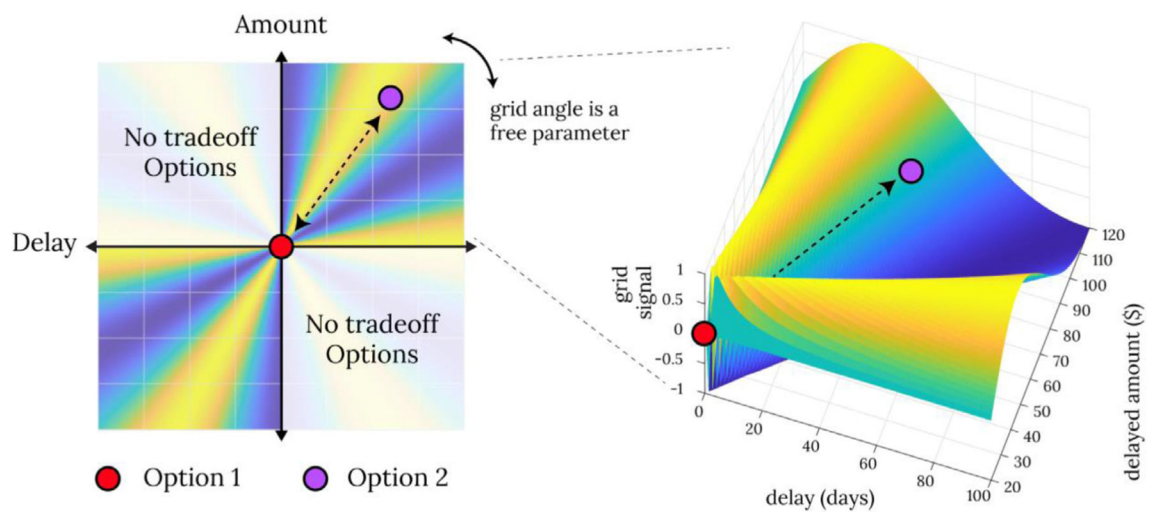 Amount
No tradeoff
Options
Delay
No tradeoff
Options
Option 1
Option 2
grid angle is a
free parameter
grid
signal
1
0.5
0
-0.5
-1
0
20
40
60
80
100
delay (days)
20
30
40
50
60
70
80
90
100
110
120
delayed amount ($)